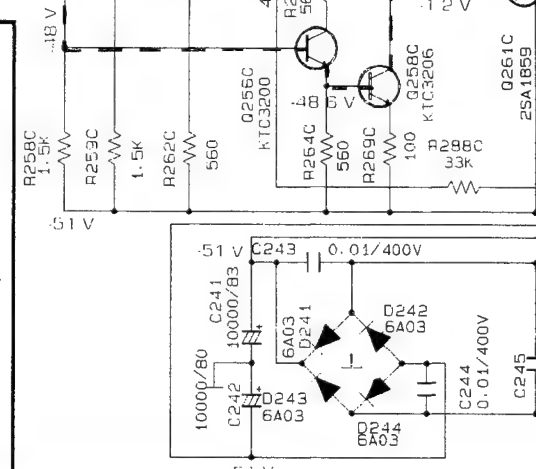 -48 V
-1 2 V
Q256C
KTC3200
Q258C
KTC3206
Q261C
2SA1859
-48 6 V
R258C
1.5K
R259C
1.5K
R262C
560
R264C
560
R269C
100
R288C
33K
-51 V
-51 V
C243
0.01/400V
C241
10000/83
6A03
D241
D242
6A03
10000/80
C242
D243
6A03
D244
6A03
C244
0.01/400V
C245